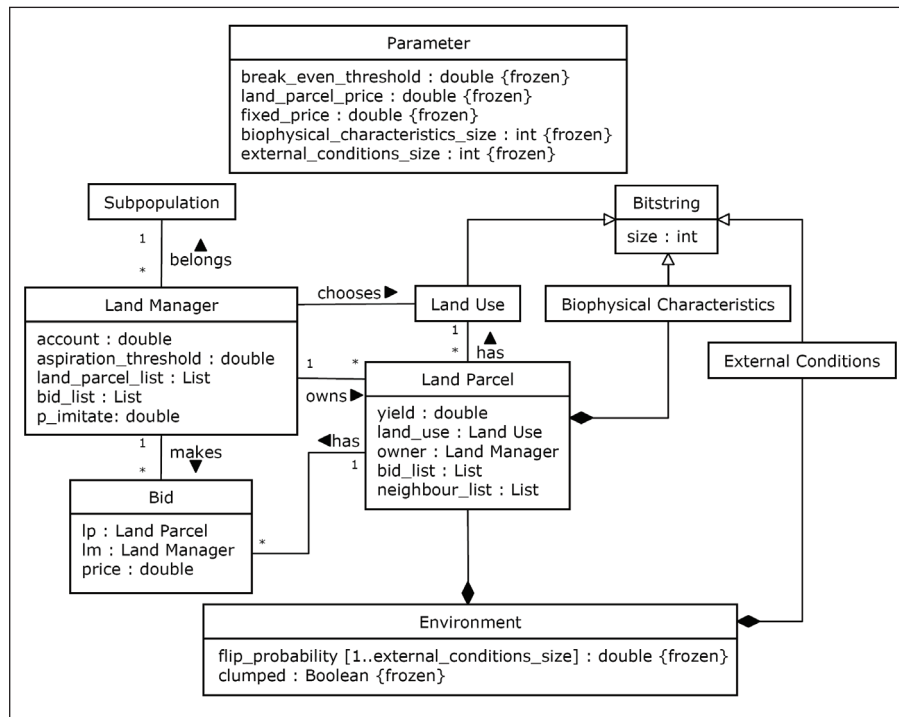 Parameter
break_even_threshold : double {frozen}
land_parcel_price : double {frozen}
fixed_price : double {frozen}
biophysical_characteristics_size : int {frozen}
external_conditions_size : int {frozen}
Subpopulation
1
*
▲
belongs
Bitstring
size : int
Land Manager
account : double
aspiration_threshold : double
land_parcel_list : List
bid_list : List
p_imitate: double
chooses►
Land Use
1
*
▲
has
Biophysical Characteristics
External Conditions
1
*
owns►
Land Parcel
yield : double
land_use : Land Use
owner : Land Manager
bid_list : List
neighbour_list : List
1
*
makes
▼
◄has
1
*
Bid
lp : Land Parcel
lm : Land Manager
price : double
Environment
flip_probability [1..external_conditions_size] : double {frozen}
clumped : Boolean {frozen}